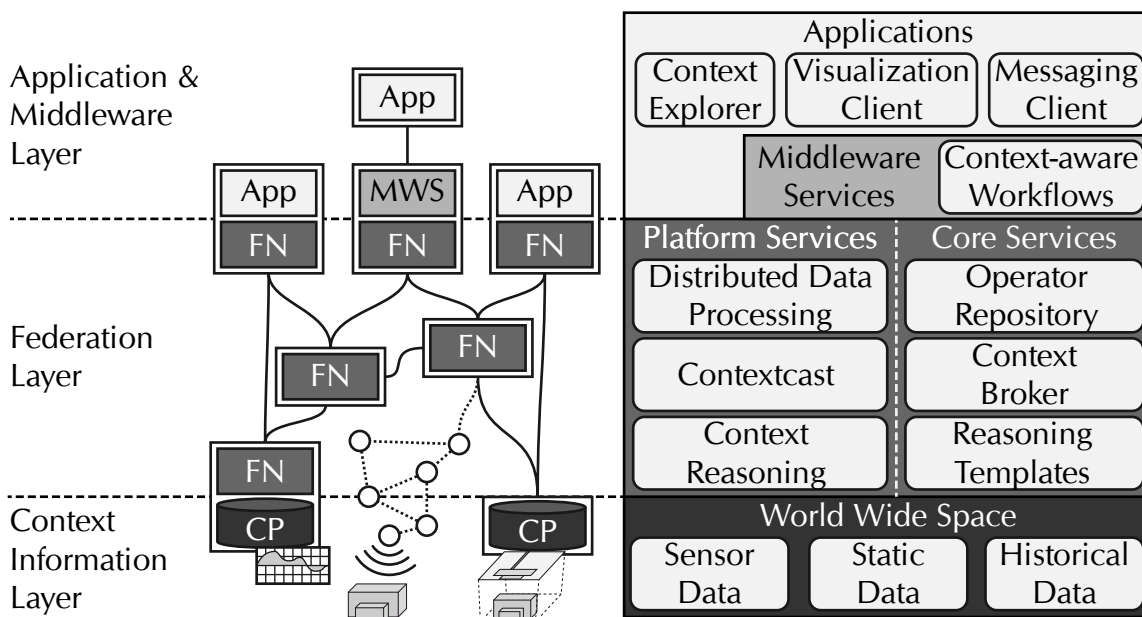 Application &
Middleware
Layer
Federation
Layer
Context
Information
Layer
App
App
MWS
App
FN
FN
FN
FN
FN
FN
CP
CP
Applications
Context
Explorer
Visualization
Client
Messaging
Client
Middleware
Services
Context-aware
Workflows
Platform Services
Core Services
Distributed Data
Processing
Operator
Repository
Contextcast
Context
Broker
Context
Reasoning
Reasoning
Templates
World Wide Space
Sensor
Data
Static
Data
Historical
Data